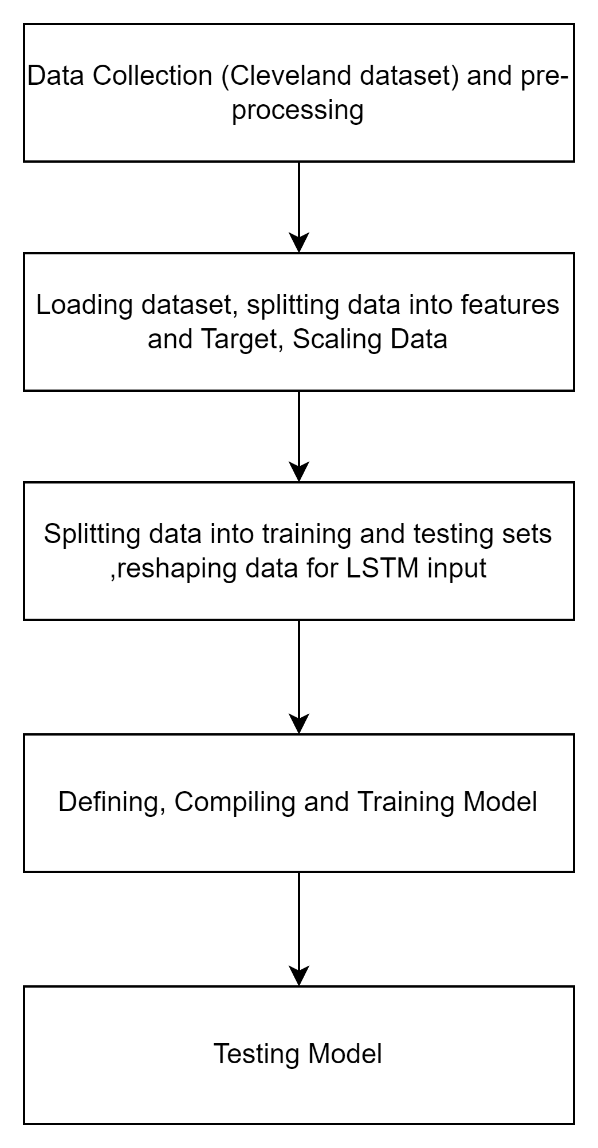 Data Collection (Cleveland dataset) and pre-
processing
Loading dataset, splitting data into features
and Target, Scaling Data
Splitting data into training and testing sets
,reshaping data for LSTM input
Defining, Compiling and Training Model
Testing Model